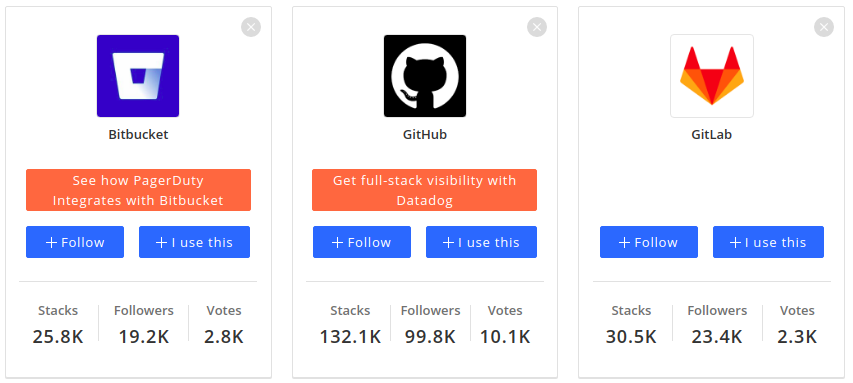 Bitbucket
See how PagerDuty
Integrates with Bitbucket
Follow
I use this
Stacks
Followers
Votes
25.8K
19.2K
2.8K
GitHub
Get full-stack visibility with
Datadog
Follow
I use this
Stacks
Followers
Votes
132.1K
99.8K
10.1K
GitLab
Follow
I use this
Stacks
Followers
Votes
30.5K
23.4K
2.3K